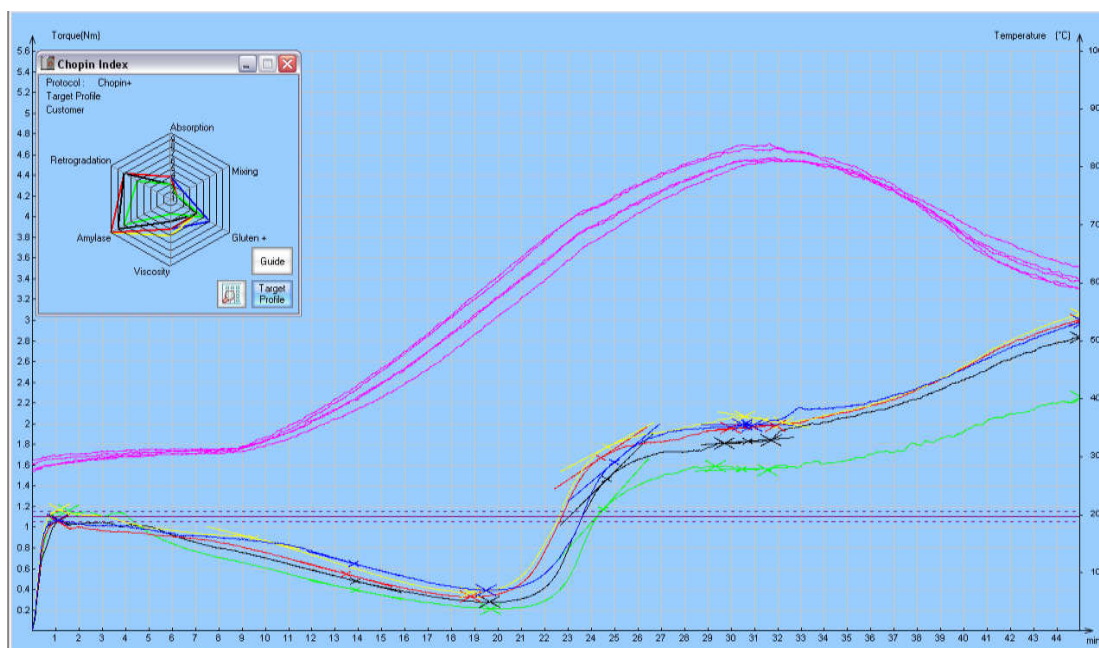 Torque(Nm)
Temperature (°C)
5.6
5.4
5.2
5
4.8
4.6
4.4
4.2
4
3.8
3.6
3.4
3.2
3
2.8
2.6
2.4
2.2
2
1.8
1.6
1.4
1.2
1
0.8
0.6
0.4
0.2
Chopin Index
Protocol : Chopin+
Target Profile
Customer
Absorption
Retrogradation
Mixing
Amylase
Gluten +
Viscosity
Guide
Target
Profile
100
90
80
70
60
50
40
30
20
10
1 2 3 4 5 6 7 8 9 10 11 12 13 14 15 16 17 18 19 20 21 22 23 24 25 26 27 28 29 30 31 32 33 34 35 36 37 38 39 40 41 42 43 44
min